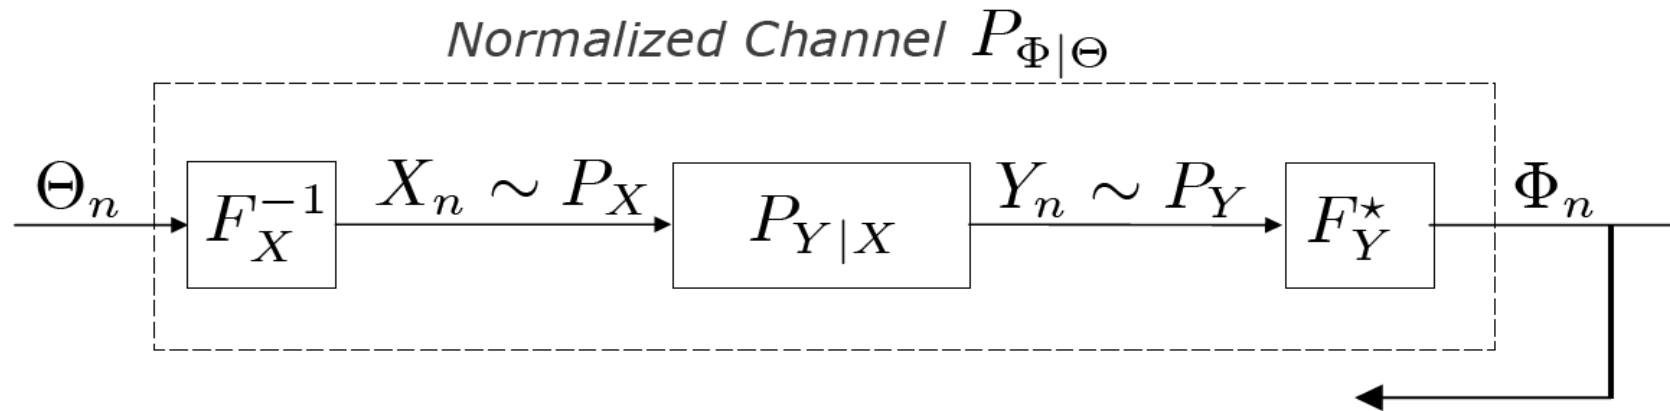 Normalized Channel P_{Φ|Θ}
Θ_n
F_X^{-1}
X_n ∼ P_X
P_{Y|X}
Y_n ∼ P_Y
F_Y^⋆
Φ_n